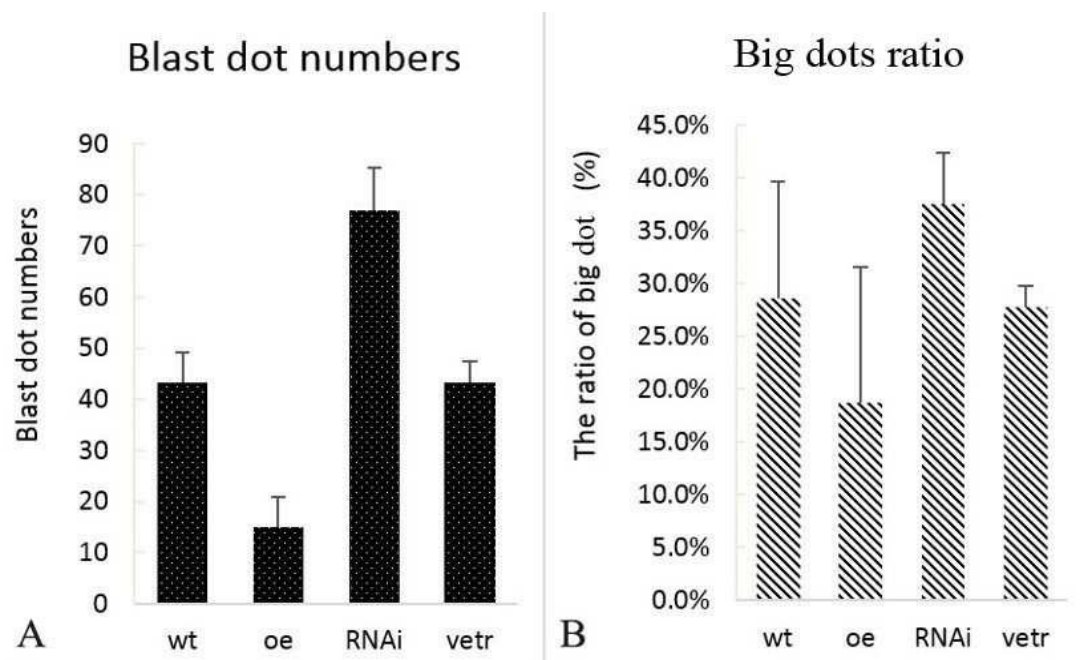 Blast dot numbers
Blast dot numbers
90
80
70
60
50
40
30
20
10
0
wt oe RNAi vetr
A
Big dots ratio
The ratio of big dot (%)
45.0%
40.0%
35.0%
30.0%
25.0%
20.0%
15.0%
10.0%
5.0%
0.0%
wt oe RNAi vetr
B